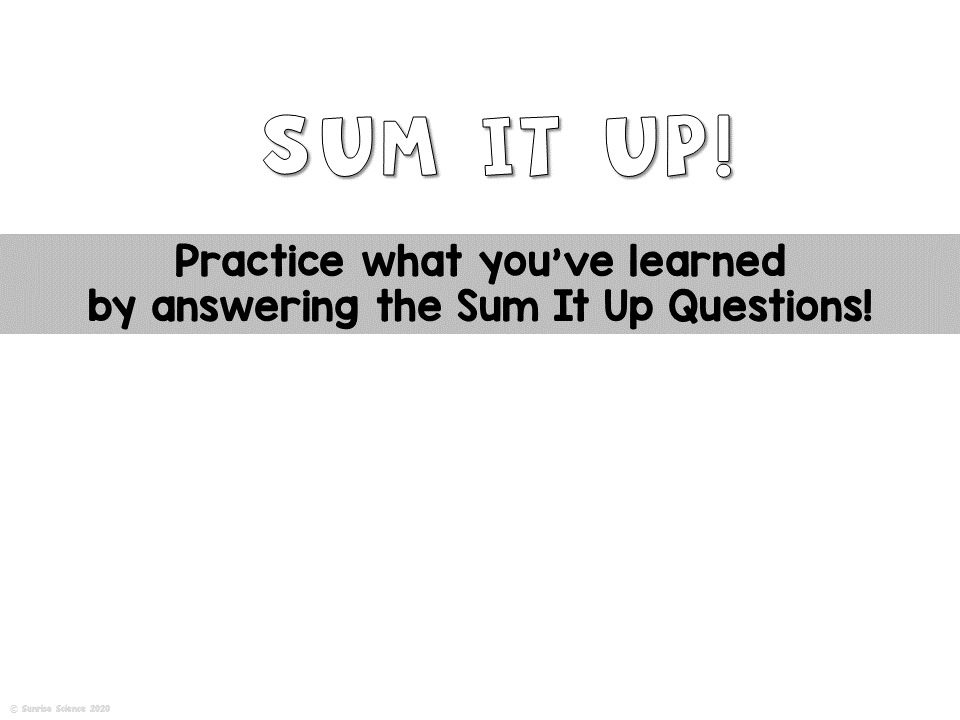 SUM IT UP!
Practice what you've learned
by answering the Sum It Up Questions!
© Sunrise Science 2020